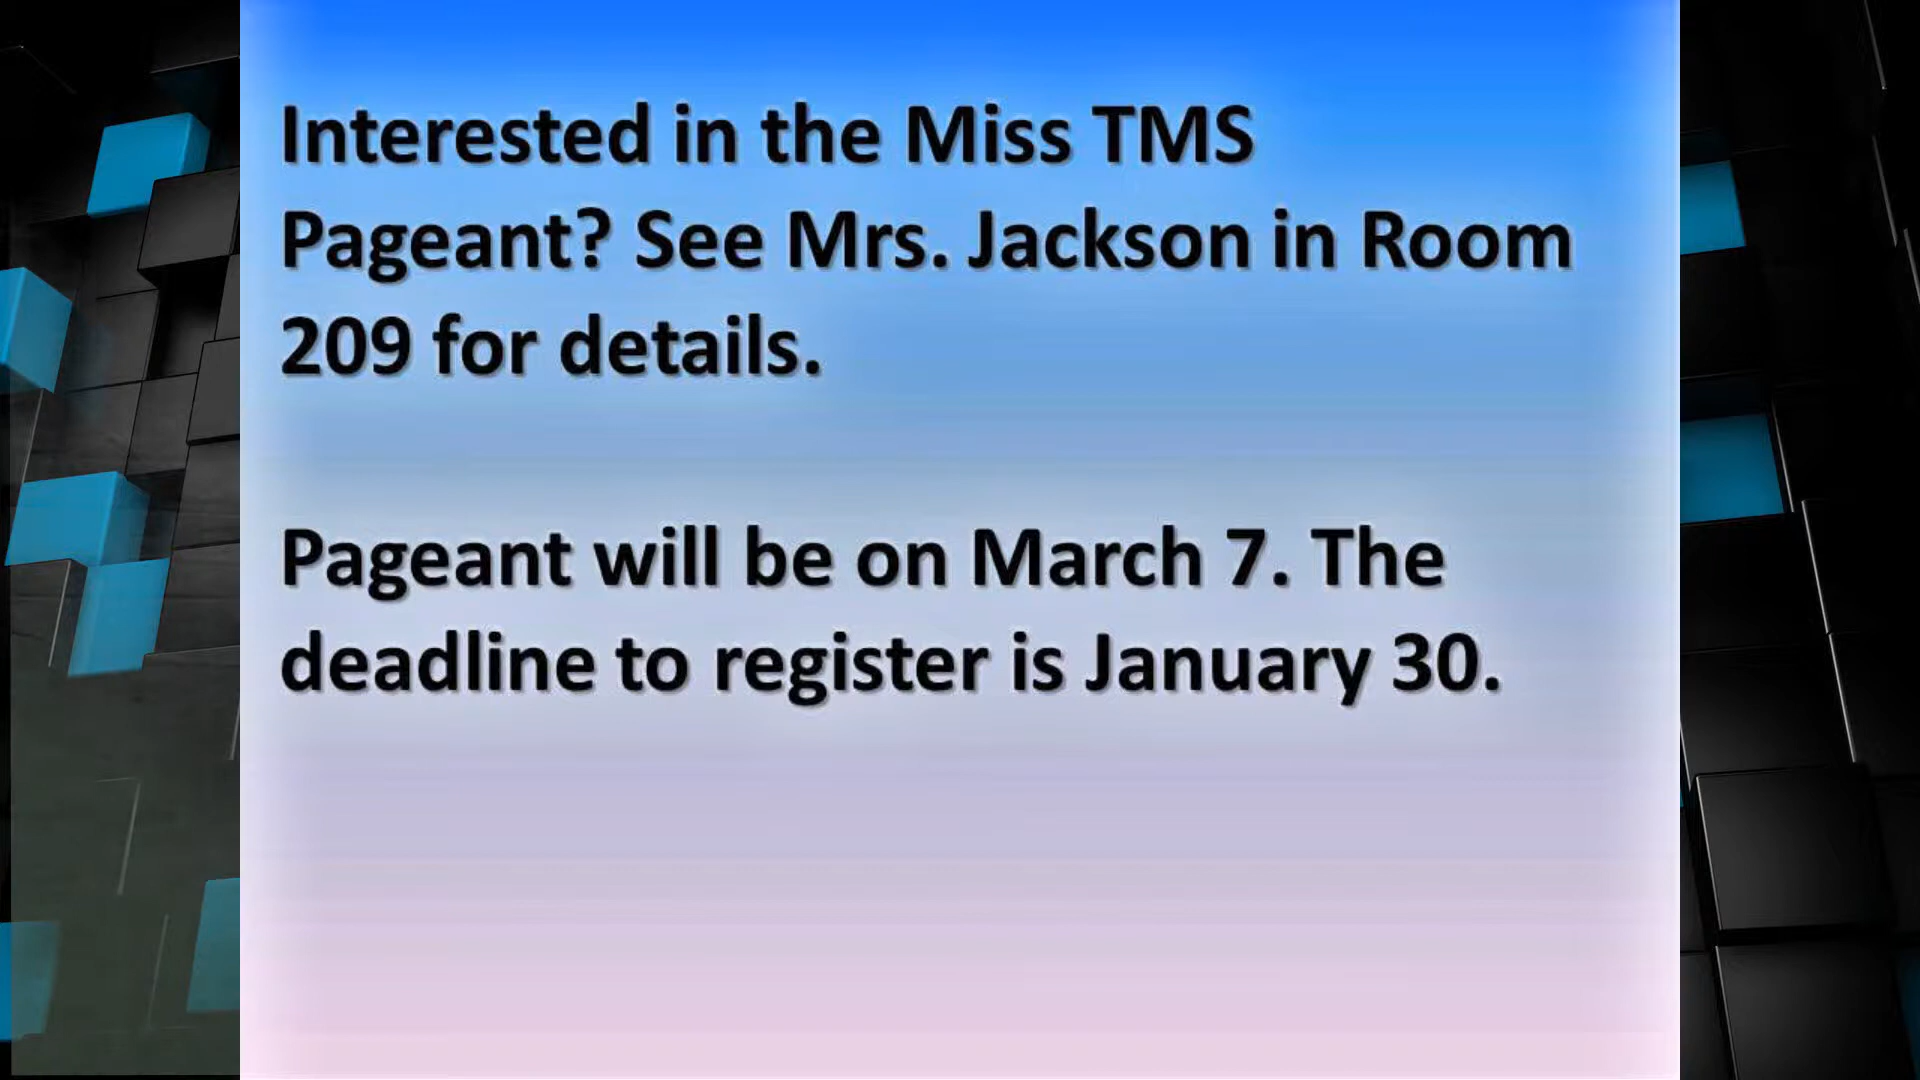 Interested in the Miss TMS
Pageant? See Mrs. Jackson in Room
209 for details.
Pageant will be on March 7. The
deadline to register is January 30.